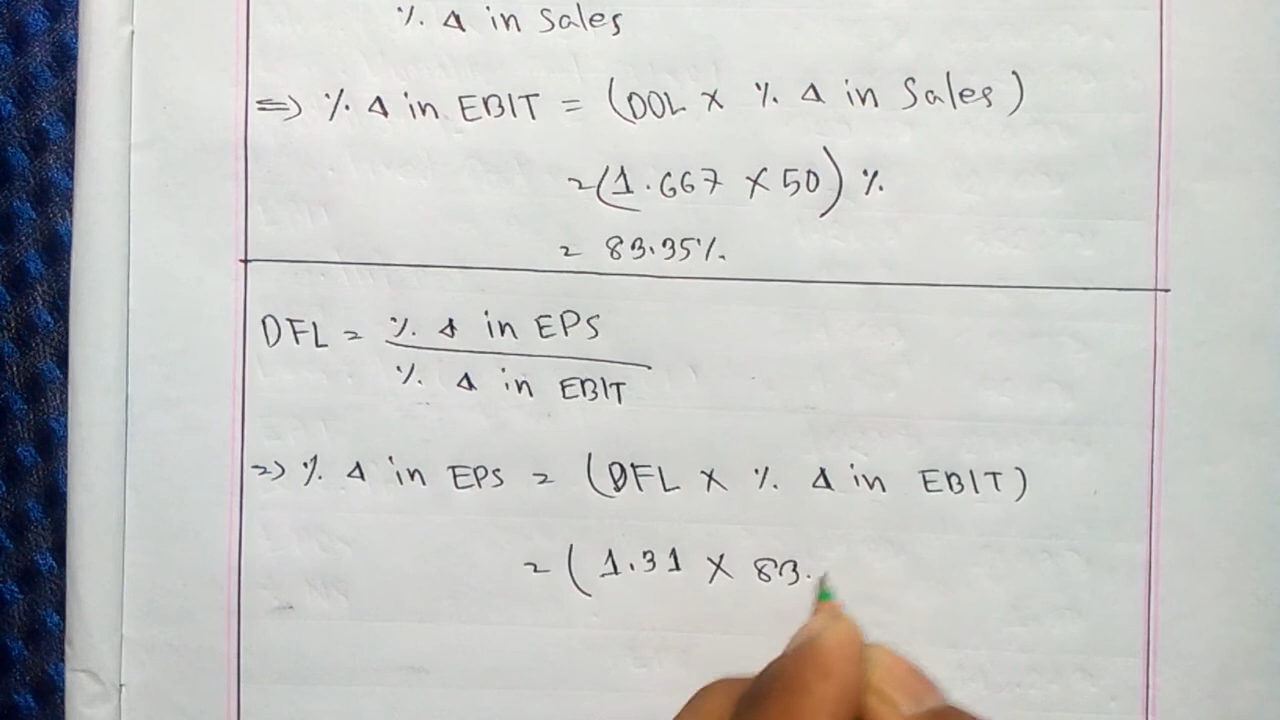 % Δ in Sales
=> % Δ in EBIT = (DOL × % Δ in Sales)
= (1.667 × 50) %
= 83.35%
DFL = % Δ in EPS
% Δ in EBIT
=> % Δ in EPS = (DFL × % Δ in EBIT)
= (1.31 × 83.